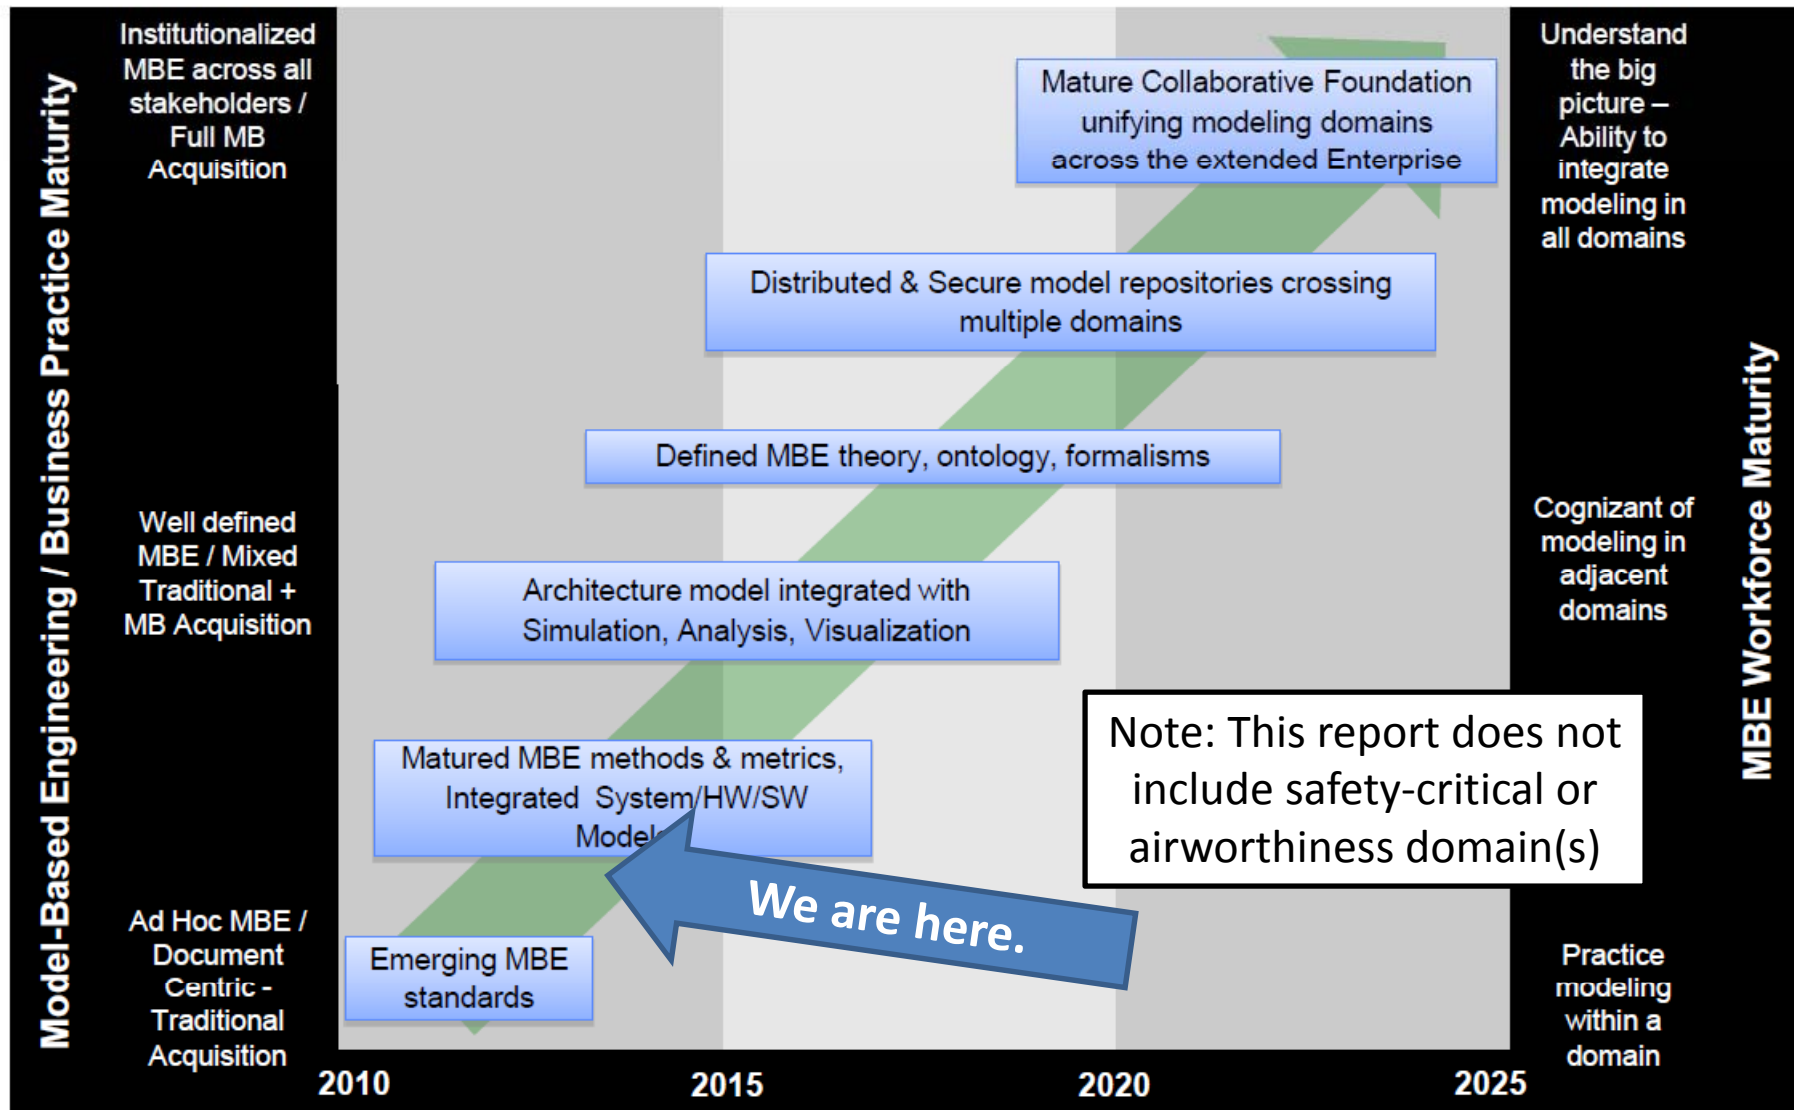 Model-Based Engineering / Business Practice Maturity
Institutionalized
MBE across all
stakeholders /
Full MB
Acquisition
Well defined
MBE / Mixed
Traditional +
MB Acquisition
Ad Hoc MBE /
Document
Centric -
Traditional
Acquisition
Mature Collaborative Foundation
unifying modeling domains
across the extended Enterprise
Distributed & Secure model repositories crossing
multiple domains
Defined MBE theory, ontology, formalisms
Architecture model integrated with
Simulation, Analysis, Visualization
Matured MBE methods & metrics,
Integrated System/HW/SW
Models
Emerging MBE
standards
We are here.
Note: This report does not
include safety-critical or
airworthiness domain(s)
Understand
the big
picture –
Ability to
integrate
modeling in
all domains
Cognizant of
modeling in
adjacent
domains
Practice
modeling
within a
domain
MBE Workforce Maturity
2010
2015
2020
2025